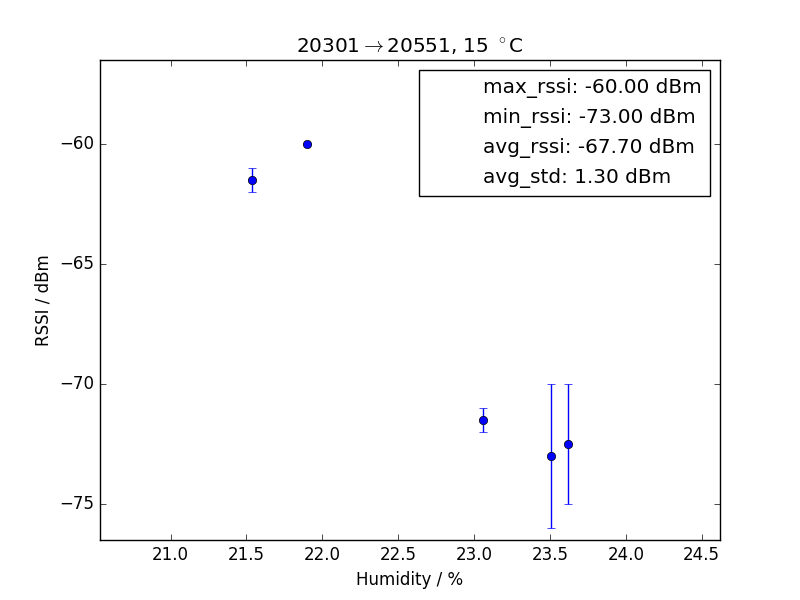 20301→20551, 15 °C
max_rssi: -60.00 dBm
min_rssi: -73.00 dBm
avg_rssi: -67.70 dBm
avg_std: 1.30 dBm
−60
−65
−70
−75
RSSI / dBm
21.0 21.5 22.0 22.5 23.0 23.5 24.0 24.5
Humidity / %